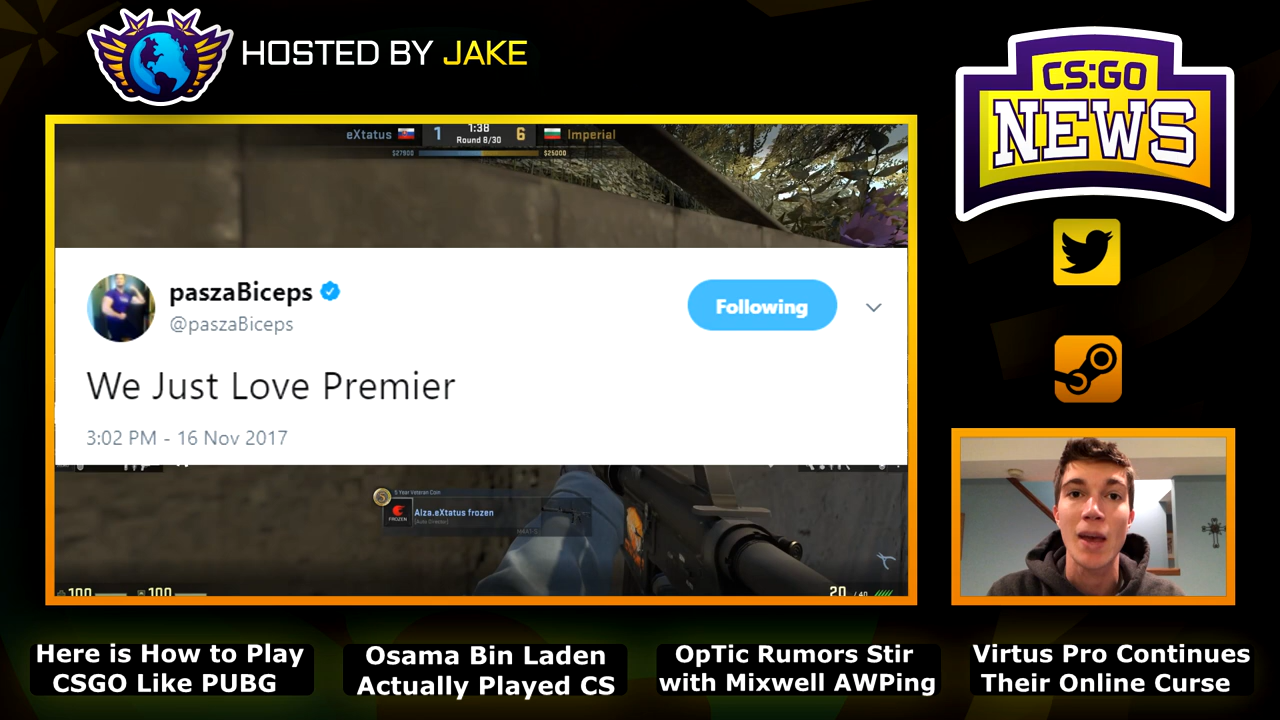 HOSTED BY JAKE
CS:GO
NEWS
eXtatus 1 1:38 6 Imperial
Round 8/30
$27900 $25000
paszaBiceps
@paszaBiceps
Following
We Just Love Premier
3:02 PM - 16 Nov 2017
5 Year Veteran Coin
Alza.eXtatus frozen
FROZEN
100 100 20 / 40
Here is How to Play
CSGO Like PUBG
Osama Bin Laden
Actually Played CS
OpTic Rumors Stir
with Mixwell AWPing
Virtus Pro Continues
Their Online Curse